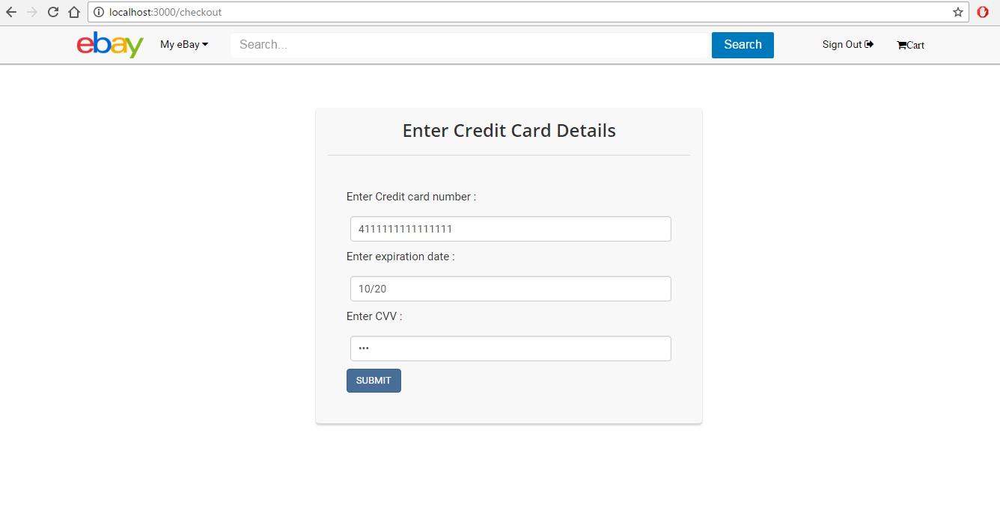 localhost:3000/checkout
ebay My eBay Search... Search Sign Out Cart
Enter Credit Card Details
Enter Credit card number :
4111111111111111
Enter expiration date :
10/20
Enter CVV :
•••
SUBMIT